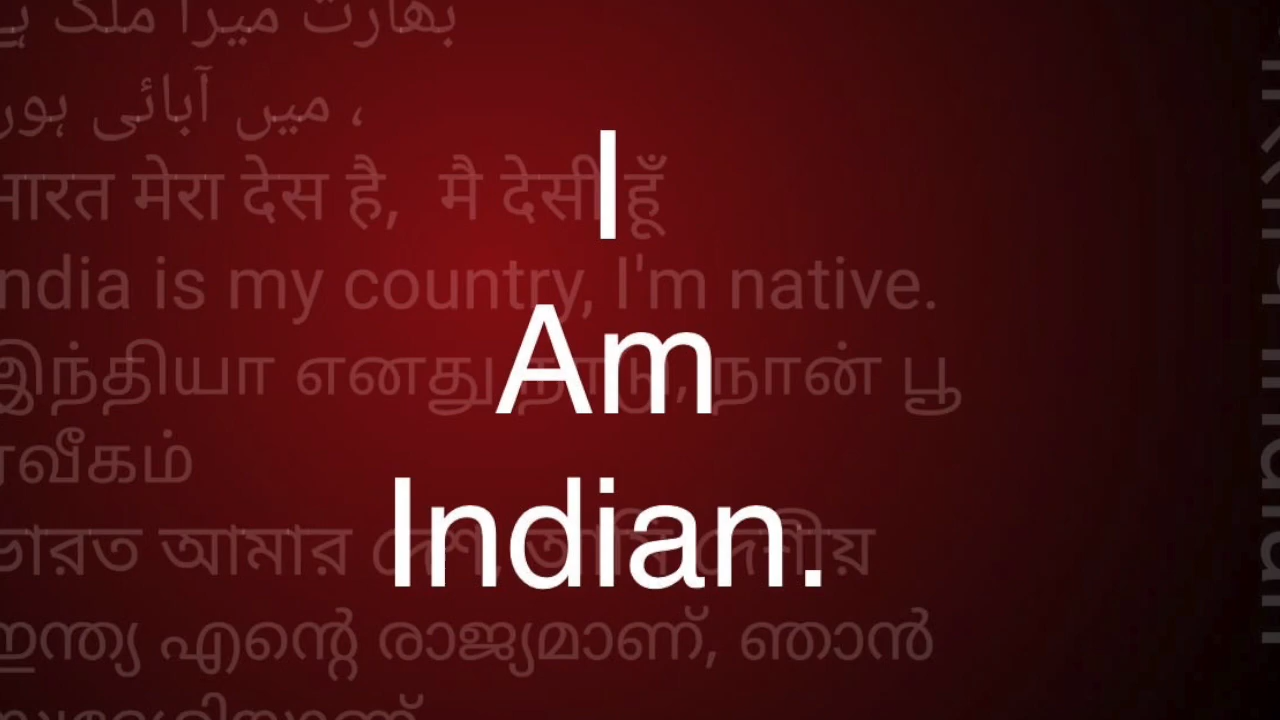 بھارت میرا ملک ہے
، میں آبائی ہوں
भारत मेरा देस है, मै देसी हूँ
India is my country, I'm native.
இந்தியா எனது நாடு, நான் பூ
ர்வீகம்
ভারত আমার দেশ, আমি দেশীয়
ഇന്ത്യ എന്റെ രാജ്യമാണ്, ഞാൻ
I
Am
Indian.